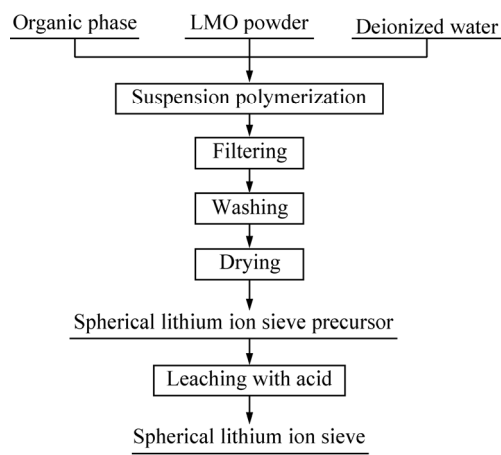 Organic phase
LMO powder
Deionized water
Suspension polymerization
Filtering
Washing
Drying
Spherical lithium ion sieve precursor
Leaching with acid
Spherical lithium ion sieve